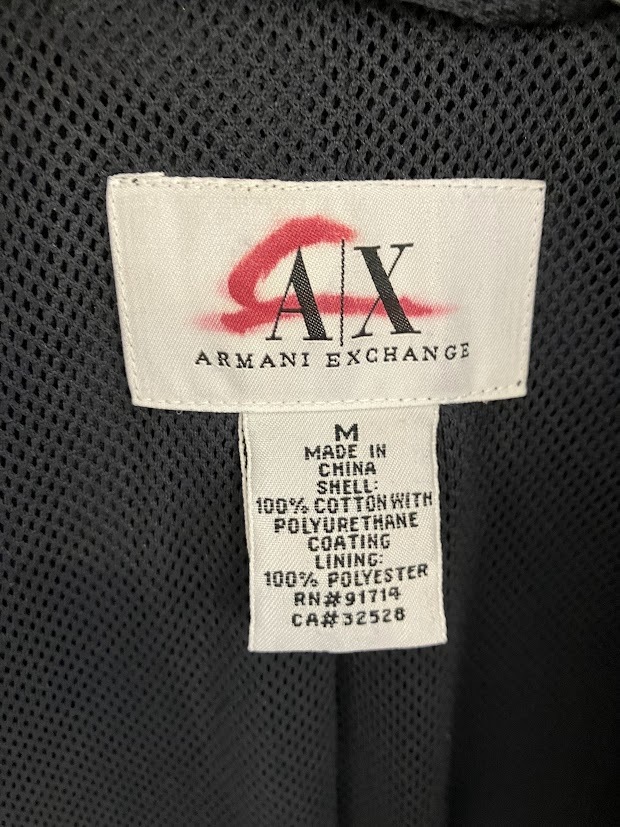 A|X
ARMANI EXCHANGE
M
MADE IN
CHINA
SHELL:
100% COTTON WITH
POLYURETHANE
COATING
LINING:
100% POLYESTER
RN#91714
CA#32528